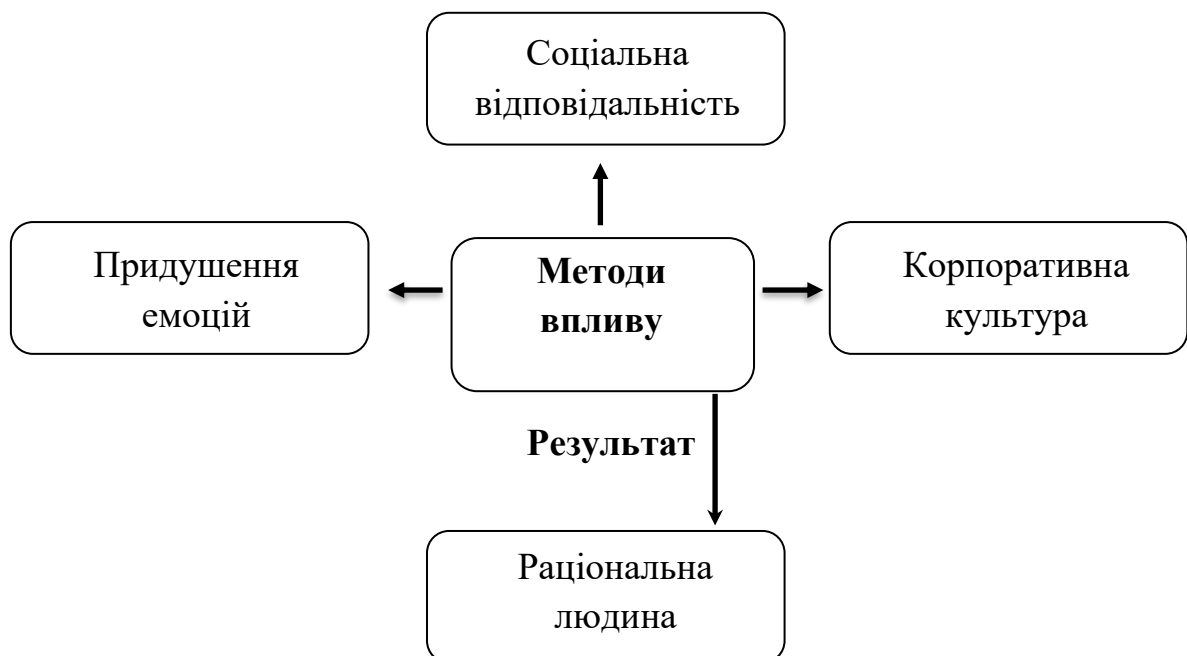 Соціальна
відповідальність
Придушення
емоцій
Методи
впливу
Корпоративна
культура
Результат
Раціональна
людина